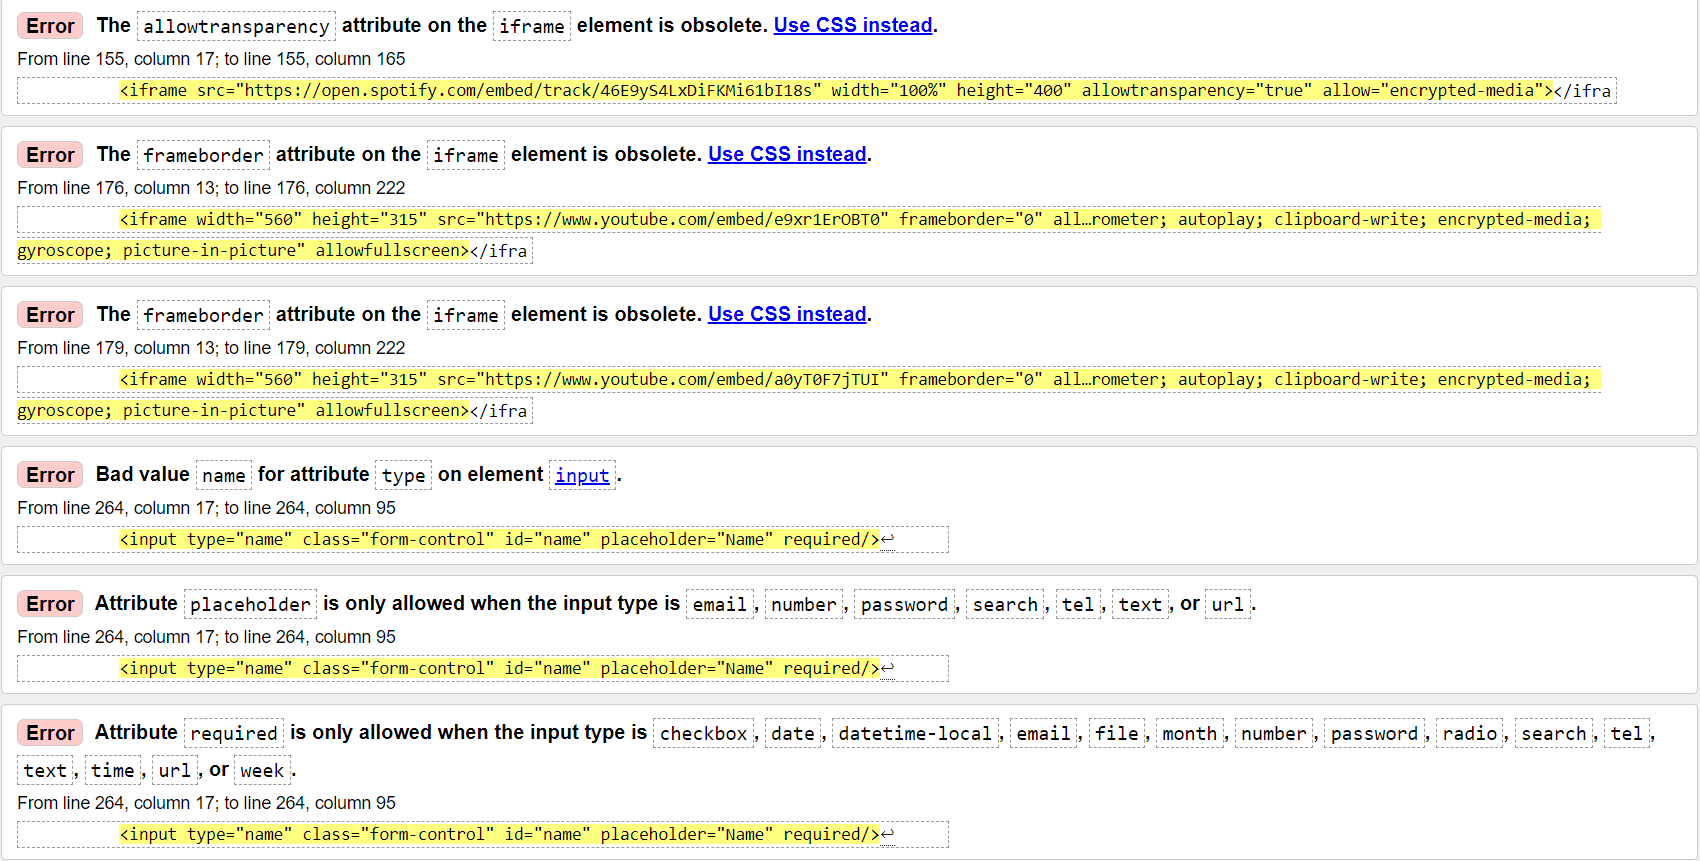 Error The allowtransparency attribute on the iframe element is obsolete. Use CSS instead.
From line 155, column 17; to line 155, column 165
<iframe src="https://open.spotify.com/embed/track/46E9yS4LxDiFKMi61bI18s" width="100%" height="400" allowtransparency="true" allow="encrypted-media"></ifra
Error The frameborder attribute on the iframe element is obsolete. Use CSS instead.
From line 176, column 13; to line 176, column 222
<iframe width="560" height="315" src="https://www.youtube.com/embed/e9xr1ErOBT0" frameborder="0" all…rometer; autoplay; clipboard-write; encrypted-media;
gyroscope; picture-in-picture" allowfullscreen></ifra
Error The frameborder attribute on the iframe element is obsolete. Use CSS instead.
From line 179, column 13; to line 179, column 222
<iframe width="560" height="315" src="https://www.youtube.com/embed/a0yT0F7jTUI" frameborder="0" all…rometer; autoplay; clipboard-write; encrypted-media;
gyroscope; picture-in-picture" allowfullscreen></ifra
Error Bad value name for attribute type on element input.
From line 264, column 17; to line 264, column 95
<input type="name" class="form-control" id="name" placeholder="Name" required/>↩
Error Attribute placeholder is only allowed when the input type is email, number, password, search, tel, text, or url.
From line 264, column 17; to line 264, column 95
<input type="name" class="form-control" id="name" placeholder="Name" required/>↩
Error Attribute required is only allowed when the input type is checkbox, date, datetime-local, email, file, month, number, password, radio, search, tel,
text, time, url, or week.
From line 264, column 17; to line 264, column 95
<input type="name" class="form-control" id="name" placeholder="Name" required/>↩